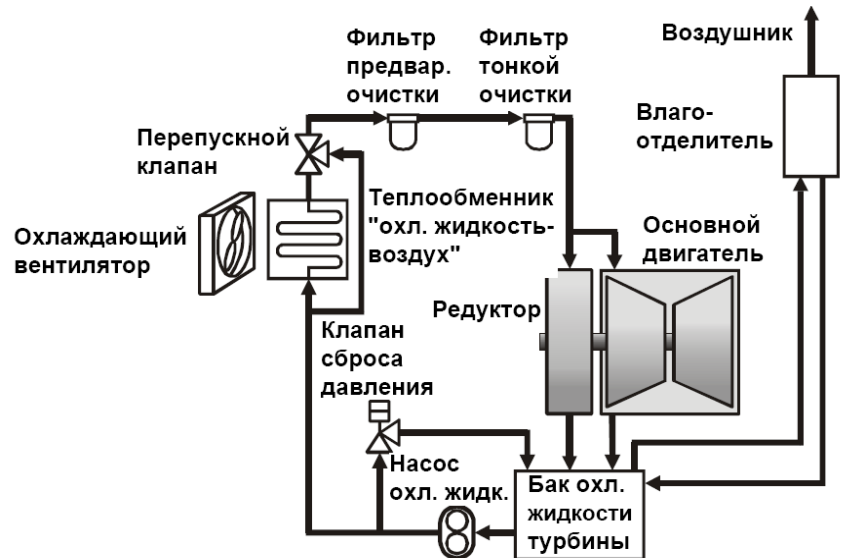 Фильтр
предвар.
очистки
Фильтр
тонкой
очистки
Воздушник
Влаго-
отделитель
Перепускной
клапан
Теплообменник
"охл. жидкость-
воздух"
Охлаждающий
вентилятор
Основной
двигатель
Редуктор
Клапан
сброса
давления
Насос
охл. жидк.
Бак охл.
жидкости
турбины